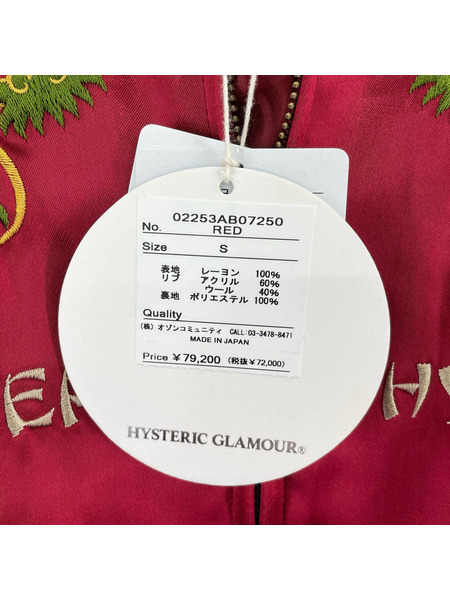 02253AB07250
No. RED
Size S
表地 レーヨン 100%
リブ アクリル 60%
ウール 40%
裏地 ポリエステル 100%
Quality
(株) オゾンコミュニティ CALL: 03-3478-8471
MADE IN JAPAN
Price ¥79,200 (税抜¥72,000)
HYSTERIC GLAMOUR®